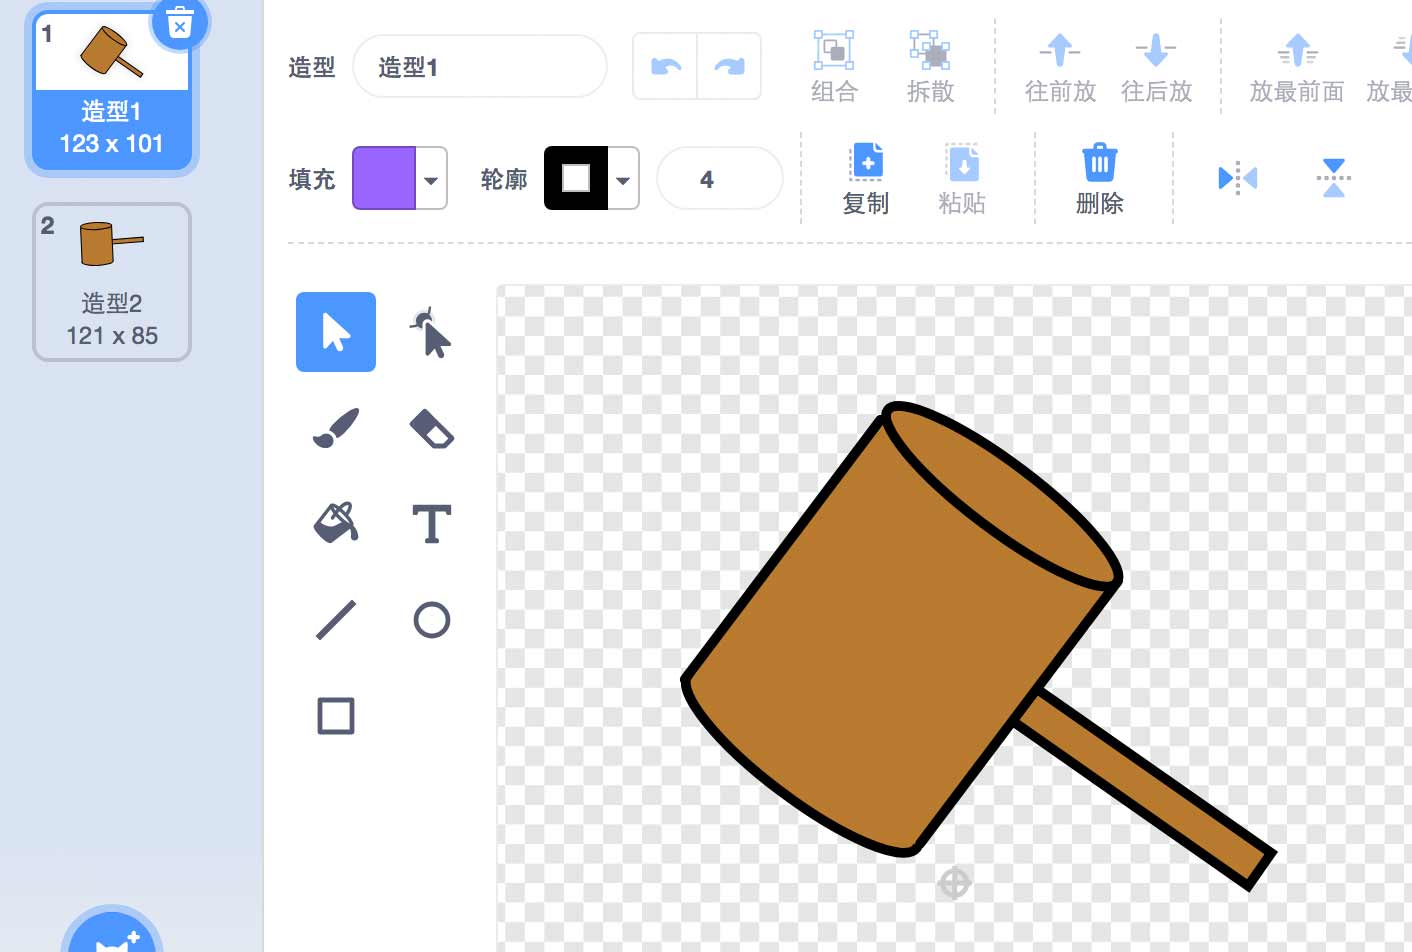 1
造型1
123 x 101
2
造型2
121 x 85
造型 造型1
组合 拆散 往前放 往后放 放最前面 放最
填充 轮廓 4
复制 粘贴 删除
T